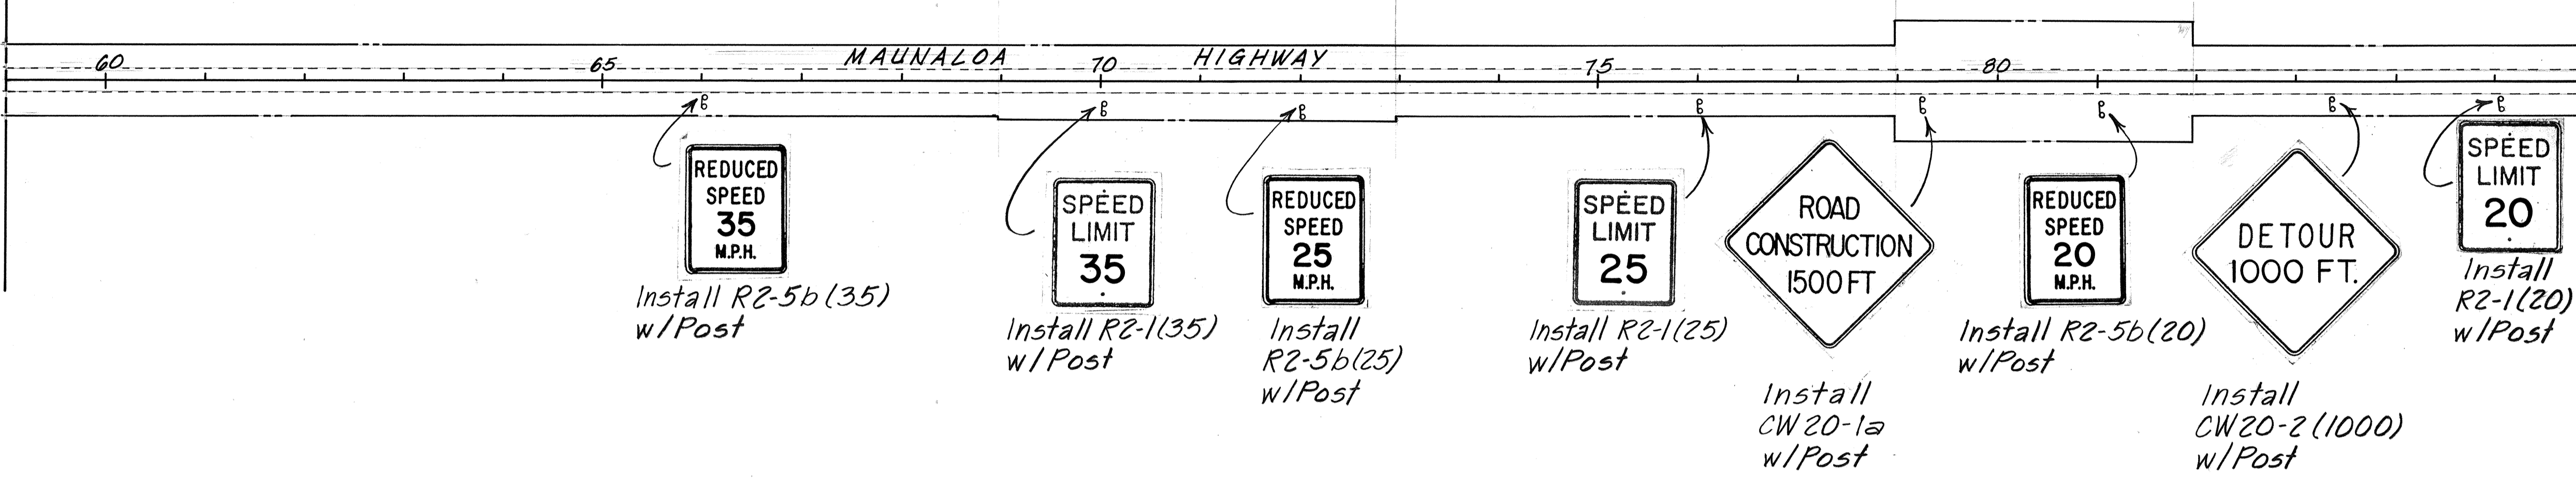 60
65
MAUNALOA HIGHWAY
70
75
80
REDUCED
SPEED
35
M.P.H.
Install R2-5b (35)
w/Post
SPEED
LIMIT
35
Install R2-1(35)
w/Post
REDUCED
SPEED
25
M.P.H.
Install
R2-5b(25)
w/Post
SPEED
LIMIT
25
Install R2-1(25)
w/Post
ROAD
CONSTRUCTION
1500 FT
Install
CW20-1a
w/Post
REDUCED
SPEED
20
M.P.H.
Install R2-5b(20)
w/Post
DETOUR
1000 FT.
Install
CW20-2(1000)
w/Post
SPEED
LIMIT
20
Install
R2-1(20)
w/Post